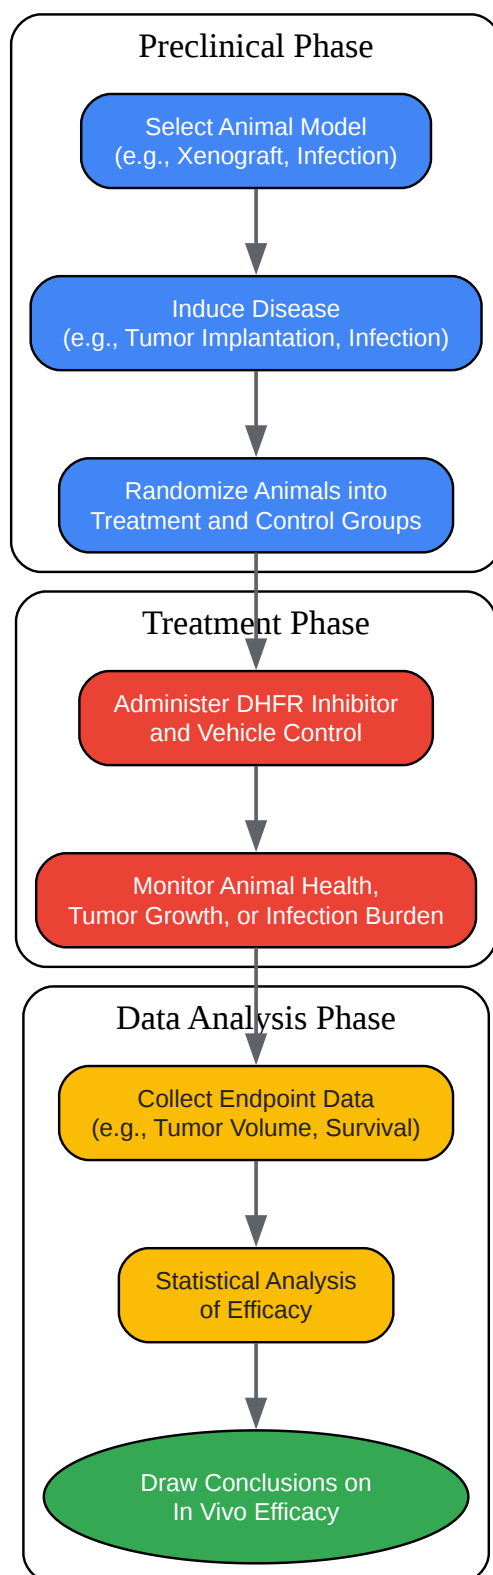 Preclinical Phase
Select Animal Model
(e.g., Xenograft, Infection)
Induce Disease
(e.g., Tumor Implantation, Infection)
Randomize Animals into
Treatment and Control Groups
Treatment Phase
Administer DHFR Inhibitor
and Vehicle Control
Monitor Animal Health,
Tumor Growth, or Infection Burden
Data Analysis Phase
Collect Endpoint Data
(e.g., Tumor Volume, Survival)
Statistical Analysis
of Efficacy
Draw Conclusions on
In Vivo Efficacy